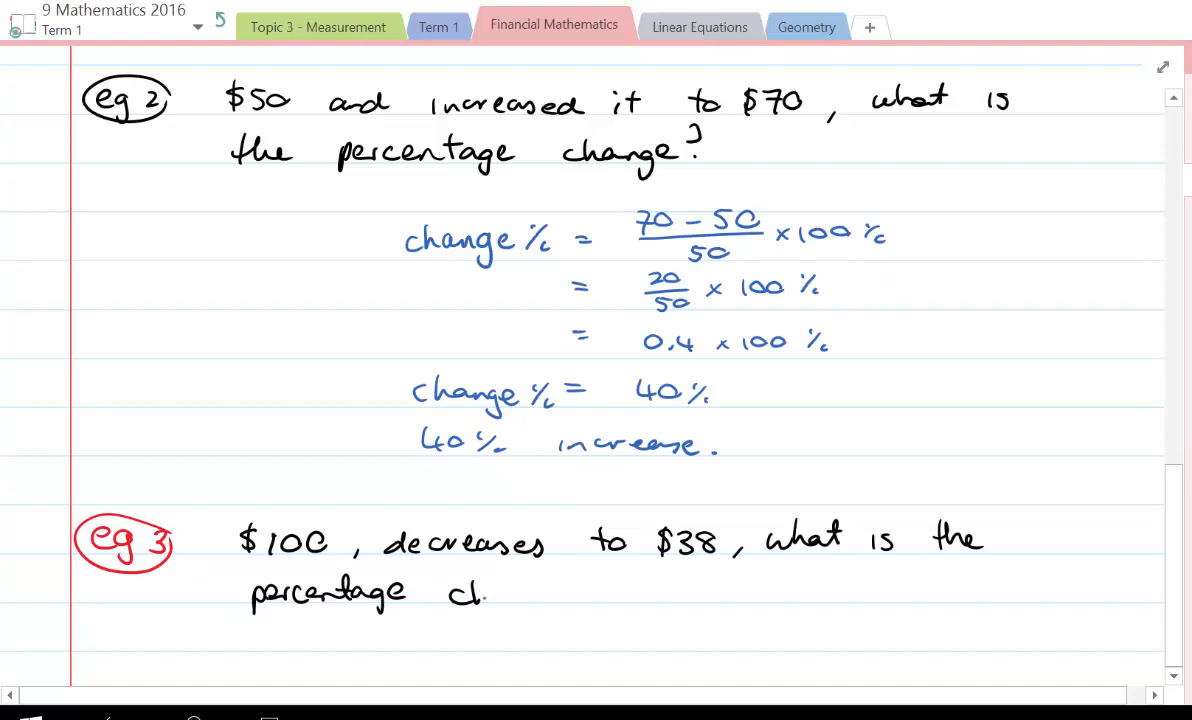 9 Mathematics 2016
Term 1
Topic 3 - Measurement
Term 1
Financial Mathematics
Linear Equations
Geometry
+
eg 2 $50 and increased it to $70, what is
the percentage change?
change % = 70 - 50 / 50 × 100 %
= 20 / 50 × 100 %
= 0.4 × 100 %
change % = 40 %
40 % increase.
eg 3 $100, decreases to $38, what is the
percentage ch